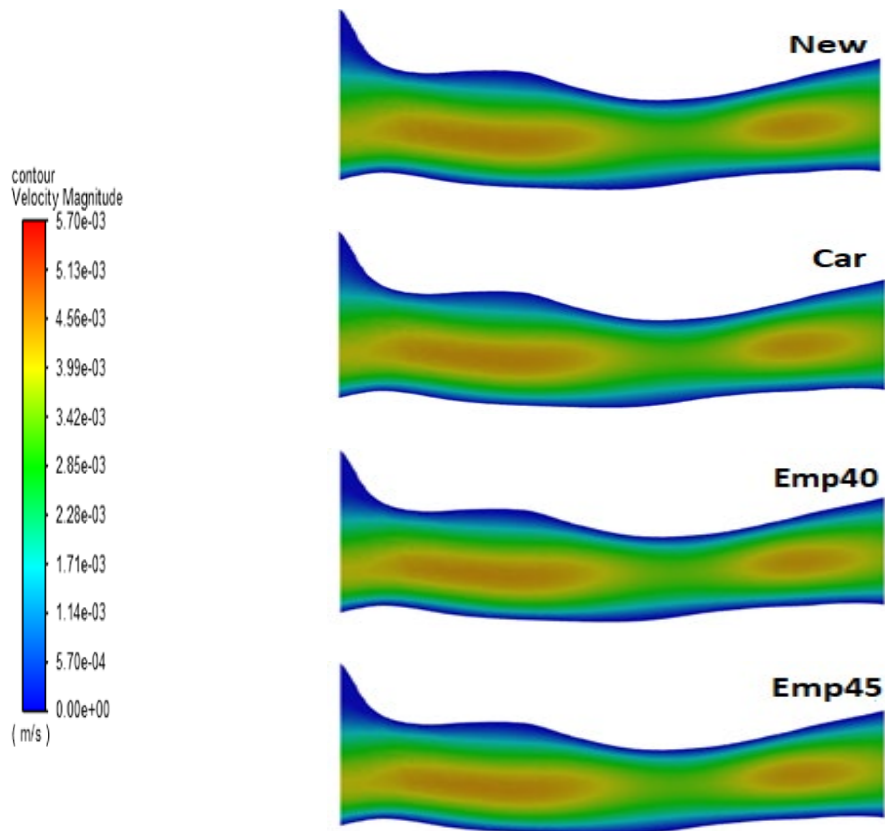 New
contour
Velocity Magnitude
5.70e-03
5.13e-03
4.56e-03
3.99e-03
3.42e-03
2.85e-03
2.28e-03
1.71e-03
1.14e-03
5.70e-04
0.00e+00
( m/s )
Car
Emp40
Emp45